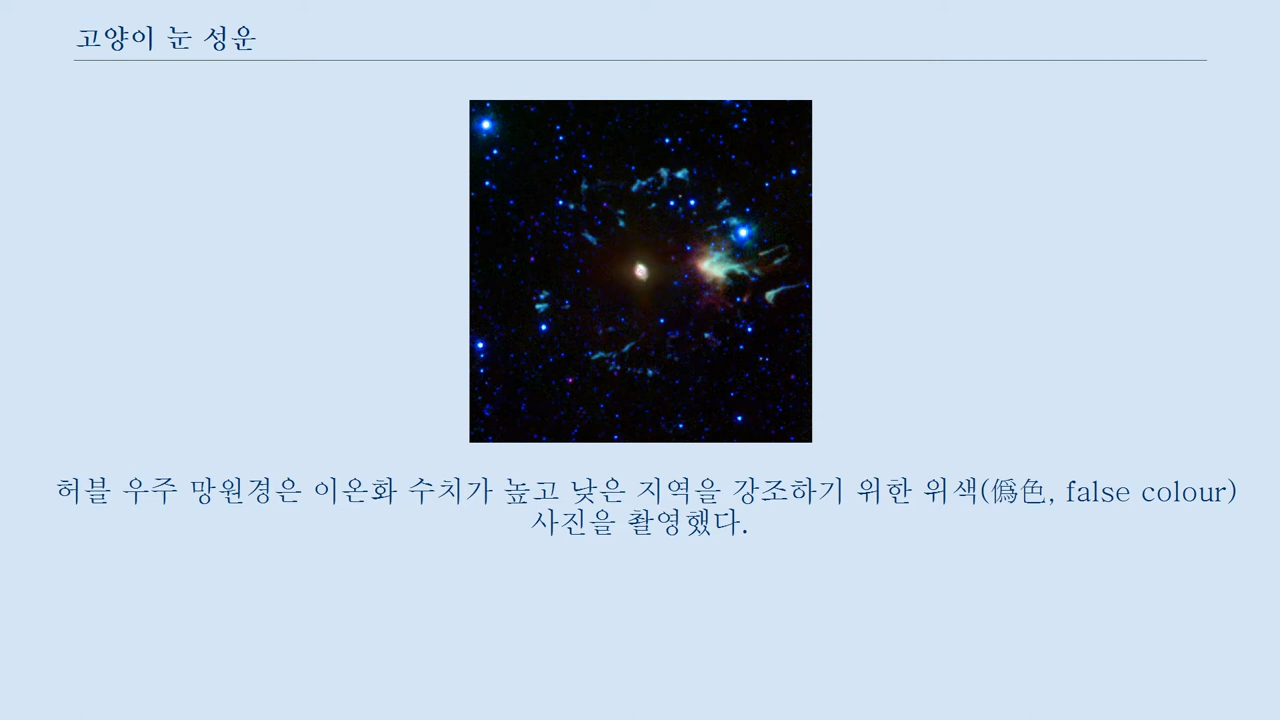 고양이 눈 성운
허블 우주 망원경은 이온화 수치가 높고 낮은 지역을 강조하기 위한 위색(僞色, false colour)
사진을 촬영했다.